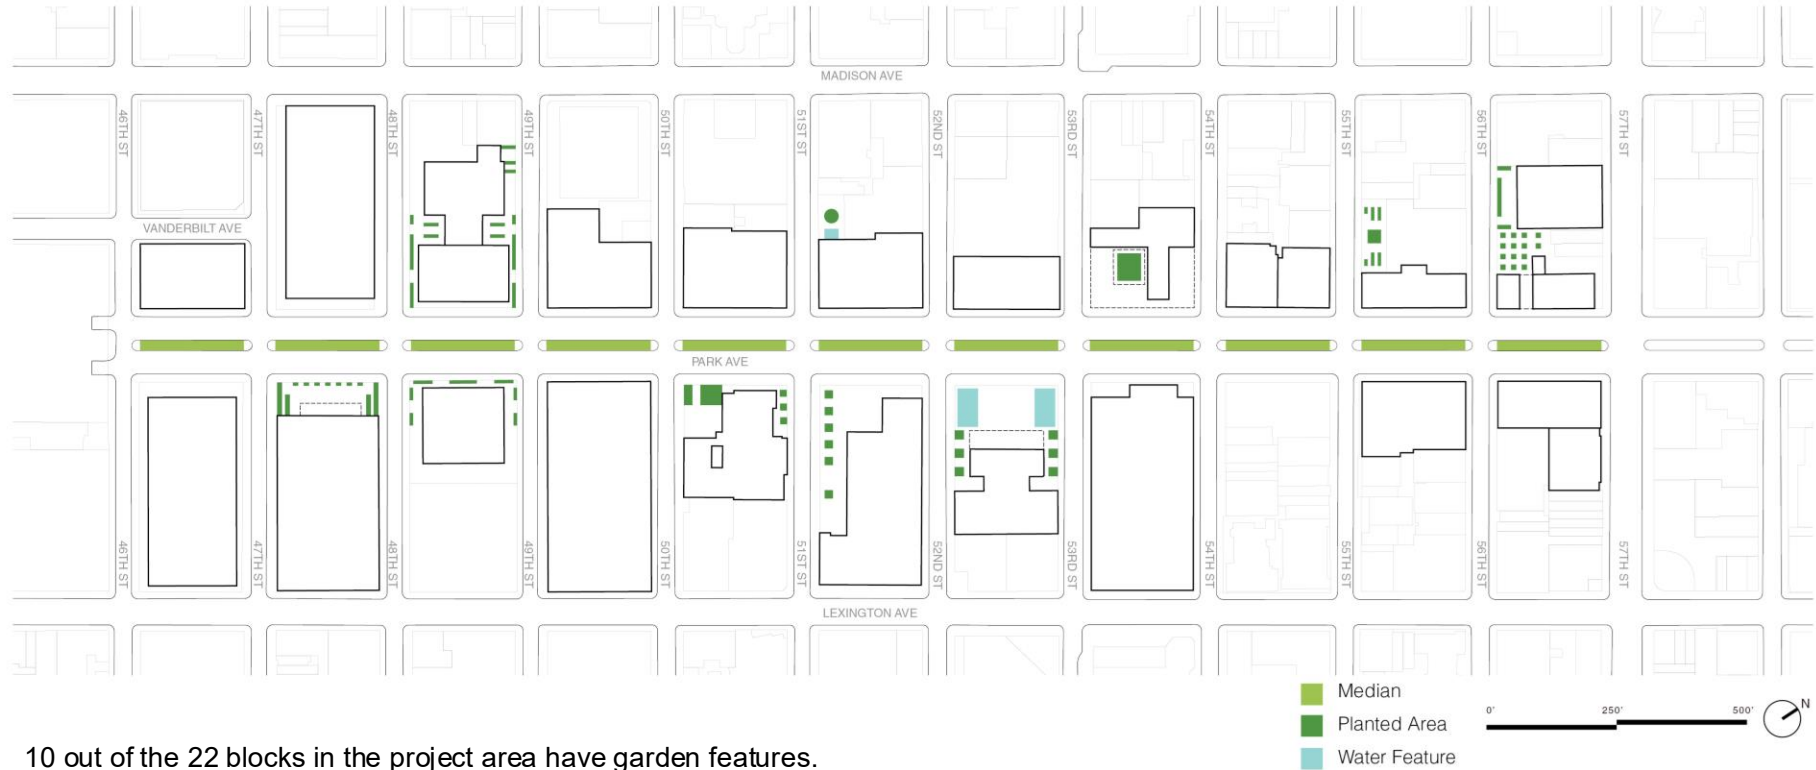 MADISON AVE
46TH ST
47TH ST
48TH ST
49TH ST
50TH ST
51ST ST
52ND ST
53RD ST
54TH ST
55TH ST
56TH ST
57TH ST
VANDERBILT AVE
PARK AVE
46TH ST
47TH ST
48TH ST
49TH ST
50TH ST
51ST ST
52ND ST
53RD ST
54TH ST
55TH ST
56TH ST
57TH ST
LEXINGTON AVE
Median
Planted Area
Water Feature
0' 250' 500'
N
10 out of the 22 blocks in the project area have garden features.